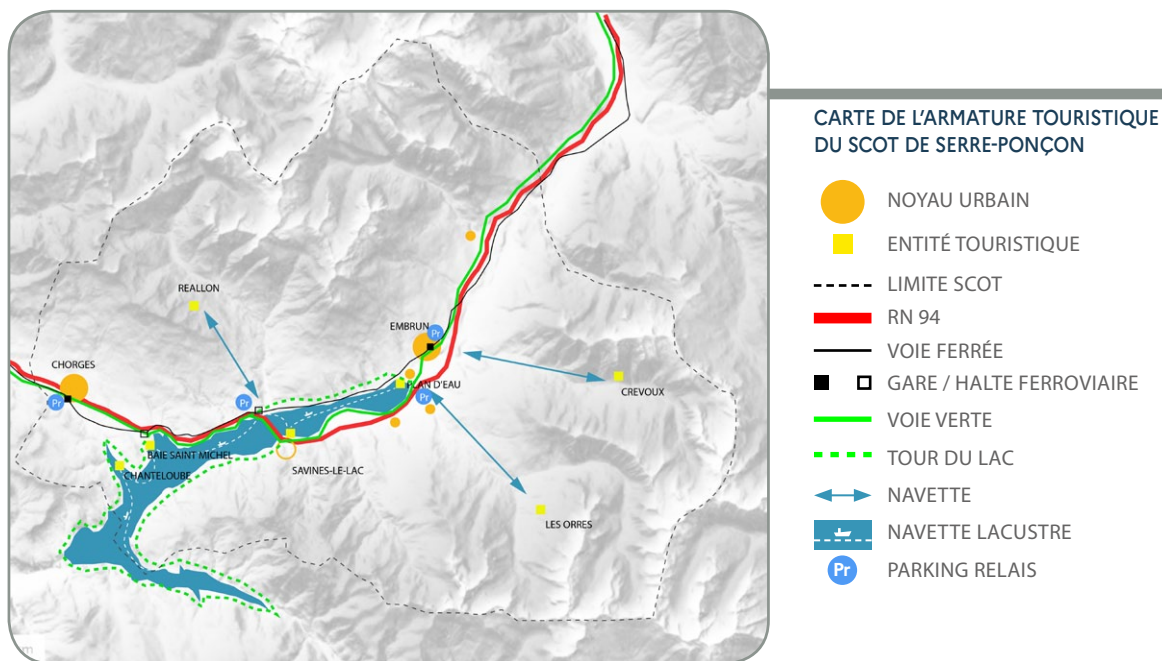 CARTE DE L'ARMATURE TOURISTIQUE
DU SCOT DE SERRE-PONÇON
NOYAU URBAIN
ENTITÉ TOURISTIQUE
LIMITE SCOT
RN 94
VOIE FERRÉE
GARE / HALTE FERROVIAIRE
VOIE VERTE
TOUR DU LAC
NAVETTE
NAVETTE LACUSTRE
Pr PARKING RELAIS
REALLON
EMBRUN
Pr
CHORGES
Pr
Pr
PLAN D'EAU
Pr
CREVOUX
BAIE SAINT MICHEL
CHANTELOUBE
SAVINES-LE-LAC
LES ORRES